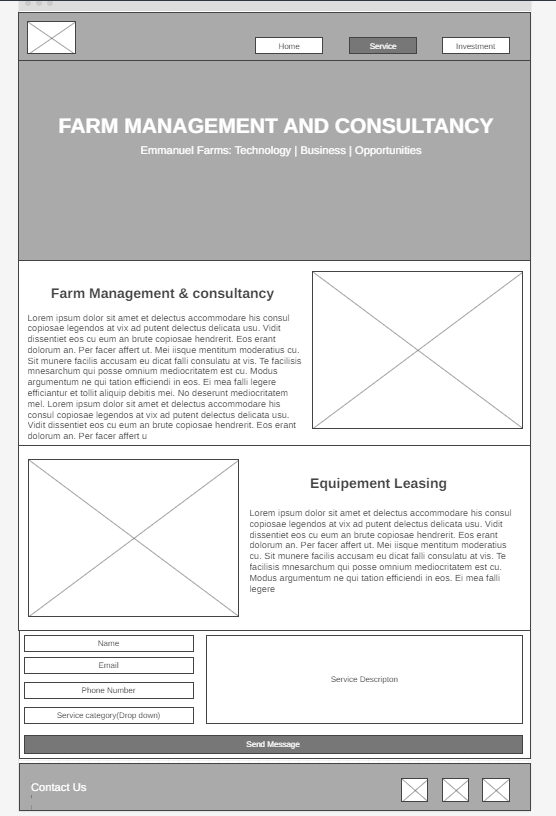 Home
Service
Investment
FARM MANAGEMENT AND CONSULTANCY
Emmanuel Farms: Technology | Business | Opportunities
Farm Management & consultancy
Lorem ipsum dolor sit amet et delectus accommodare his consul
copiosae legendos at vix ad putent delectus delicata usu. Vidit
dissentiet eos cu eum an brute copiosae hendrerit. Eos erant
dolorum an. Per facer affert ut. Mei iisque mentitum moderatius cu.
Sit munere facilis accusam eu dicat falli consulatu at vis. Te facilisis
mnesarchum qui posse omnium mediocritatem est cu. Modus
argumentum ne qui tation efficiendi in eos. Ei mea falli legere
efficiantur et tollit aliquip debitis mei. No deserunt mediocritatem
mel. Lorem ipsum dolor sit amet et delectus accommodare his
consul copiosae legendos at vix ad putent delectus delicata usu.
Vidit dissentiet eos cu eum an brute copiosae hendrerit. Eos erant
dolorum an. Per facer affert u
Equipement Leasing
Lorem ipsum dolor sit amet et delectus accommodare his consul
copiosae legendos at vix ad putent delectus delicata usu. Vidit
dissentiet eos cu eum an brute copiosae hendrerit. Eos erant
dolorum an. Per facer affert ut. Mei iisque mentitum moderatius
cu. Sit munere facilis accusam eu dicat falli consulatu at vis. Te
facilisis mnesarchum qui posse omnium mediocritatem est cu.
Modus argumentum ne qui tation efficiendi in eos. Ei mea falli
legere
Name
Email
Phone Number
Service category(Drop down)
Service Descripton
Send Message
Contact Us